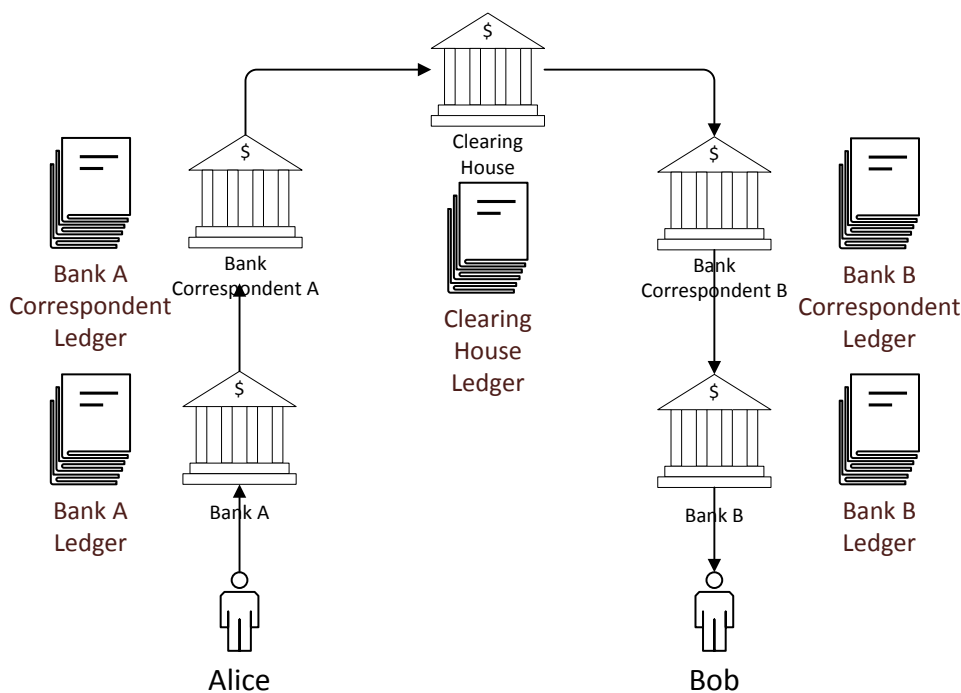 $
Clearing
House
$
Bank
Correspondent A
$
Bank
Correspondent B
Bank A
Correspondent
Ledger
Clearing
House
Ledger
Bank B
Correspondent
Ledger
$
Bank A
$
Bank B
Bank A
Ledger
Bank B
Ledger
Alice
Bob